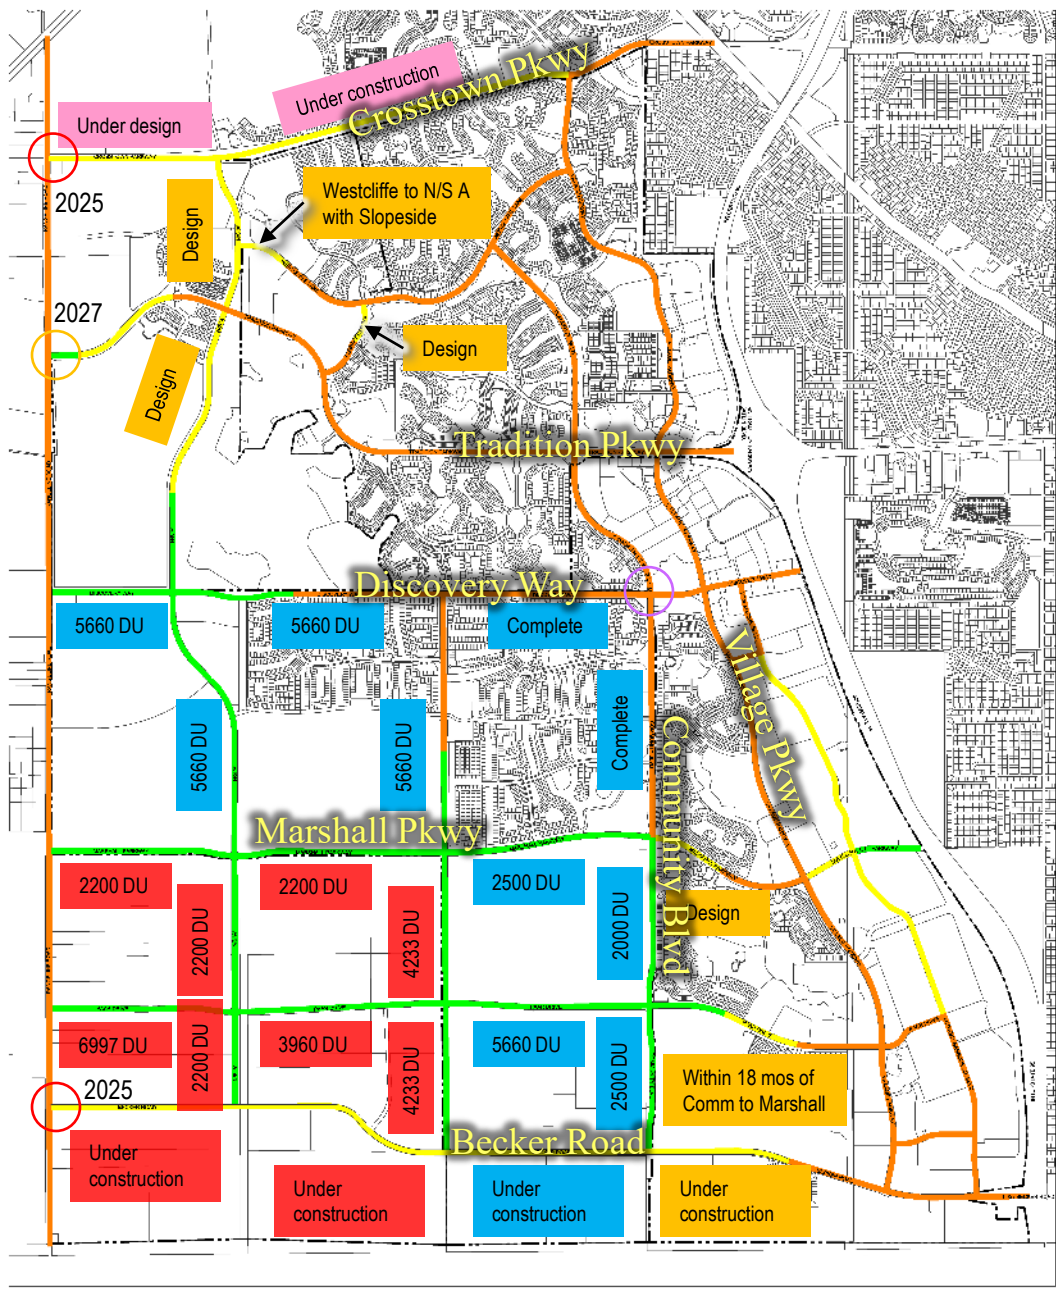 Crosstown Pkwy
Under construction
Under design
2025
Westcliffe to N/S A
with Slopeside
Design
2027
Design
Design
Tradition Pkwy
Discovery Way
5660 DU
5660 DU
Complete
Village Pkwy
Complete
5660 DU
5660 DU
Community Blvd
Marshall Pkwy
2200 DU
2200 DU
2500 DU
2200 DU
4233 DU
2000 DU
Design
6997 DU
2200 DU
3960 DU
4233 DU
5660 DU
2500 DU
Within 18 mos of
Comm to Marshall
2025
Becker Road
Under
construction
Under
construction
Under
construction
Under
construction